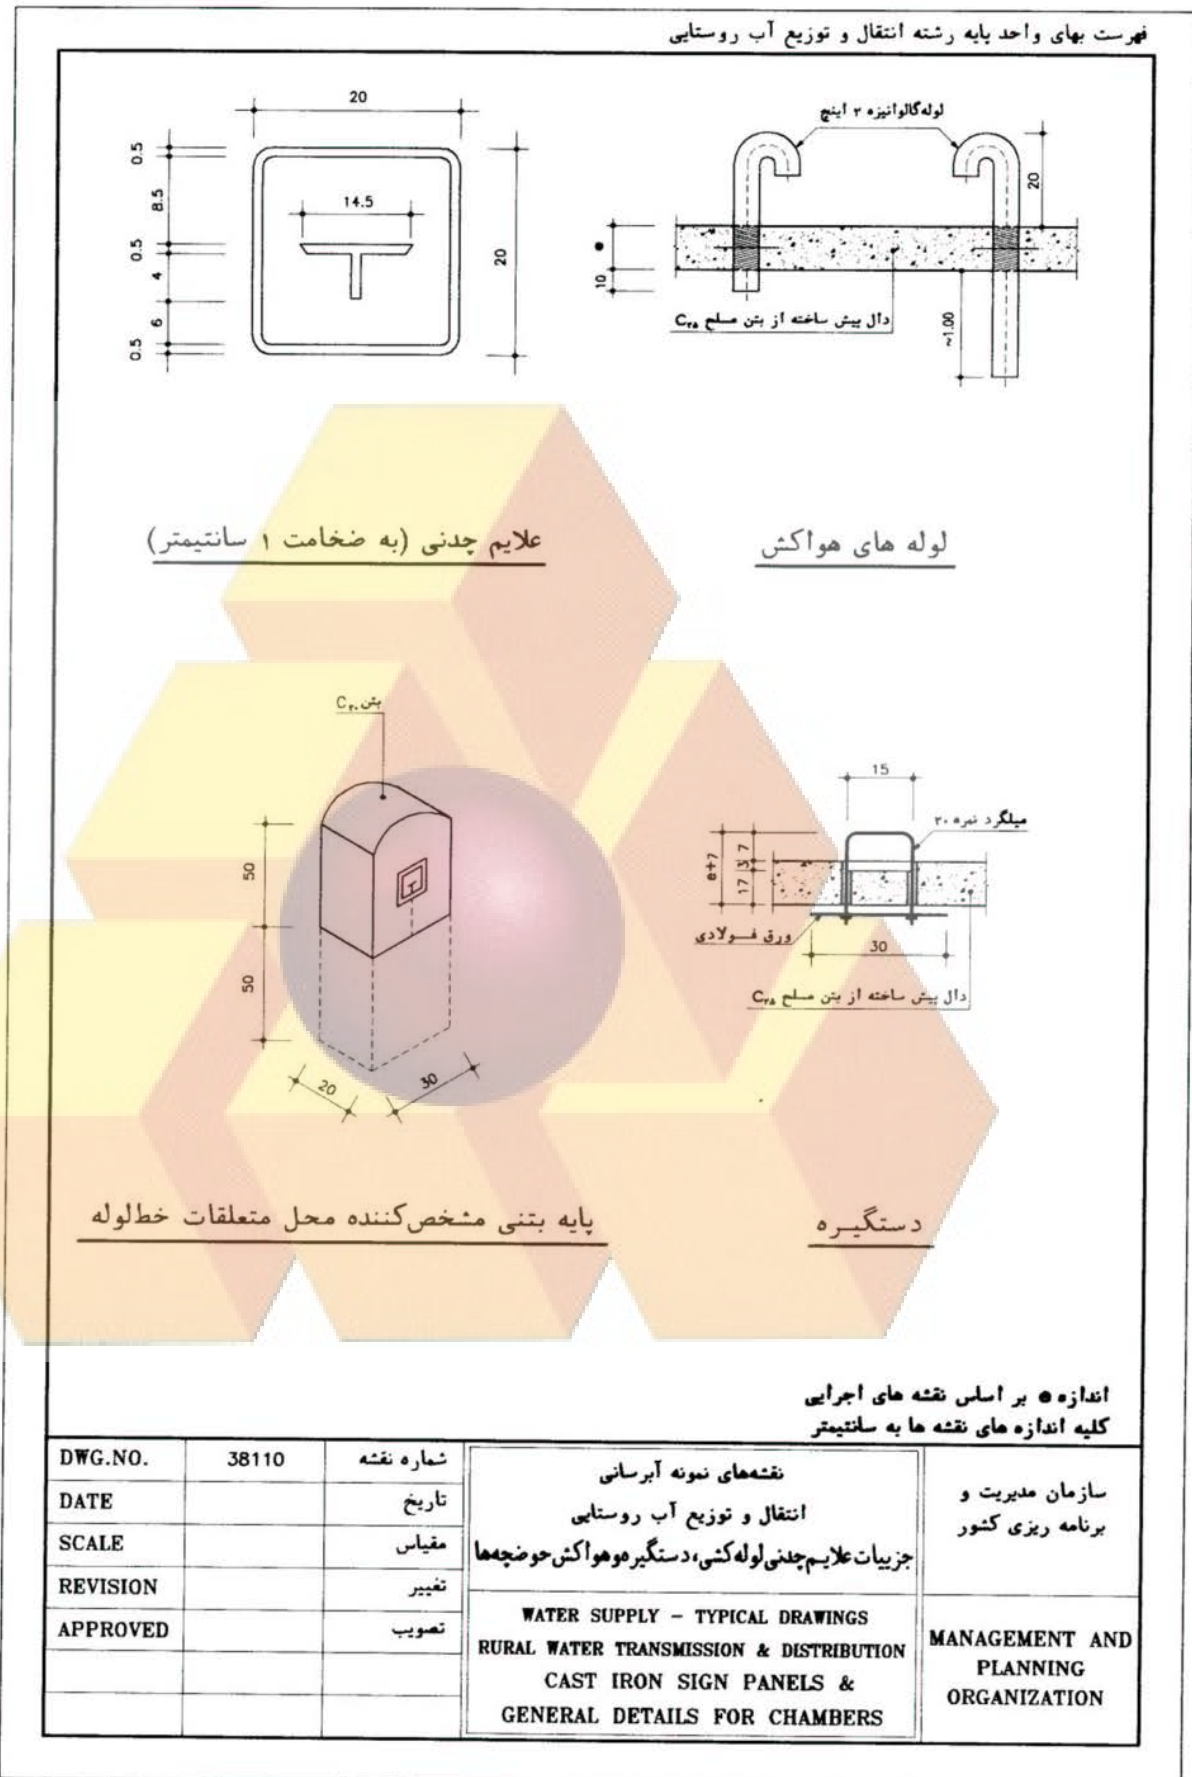 فهرست بهای واحد پایه رشته انتقال و توزیع آب روستایی
20
0.5
8.5
0.5
4
6
0.5
14.5
20
لوله گالوانیزه ۲ اینچ
20
e
10
دال پیش ساخته از بتن مسلح C۲۵
~1.00
علایم چدنی (به ضخامت ۱ سانتیمتر)
لوله های هواکش
بتن C۲۰
50
50
20
30
15
میلگرد نمره ۲۰
e+7
7
3
17
ورق فولادی
30
دال پیش ساخته از بتن مسلح C۲۵
پایه بتنی مشخص‌کننده محل متعلقات خط‌لوله
دستگیره
اندازه e بر اساس نقشه های اجرایی
کلیه اندازه های نقشه ها به سانتیمتر
DWG.NO. 38110 شماره نقشه
DATE تاریخ
SCALE مقیاس
REVISION تغییر
APPROVED تصویب
نقشه‌های نمونه آبرسانی
انتقال و توزیع آب روستایی
جزییات علایم چدنی لوله کشی، دستگیره و هواکش حوضچه‌ها
WATER SUPPLY – TYPICAL DRAWINGS
RURAL WATER TRANSMISSION & DISTRIBUTION
CAST IRON SIGN PANELS &
GENERAL DETAILS FOR CHAMBERS
سازمان مدیریت و
برنامه ریزی کشور
MANAGEMENT AND
PLANNING
ORGANIZATION